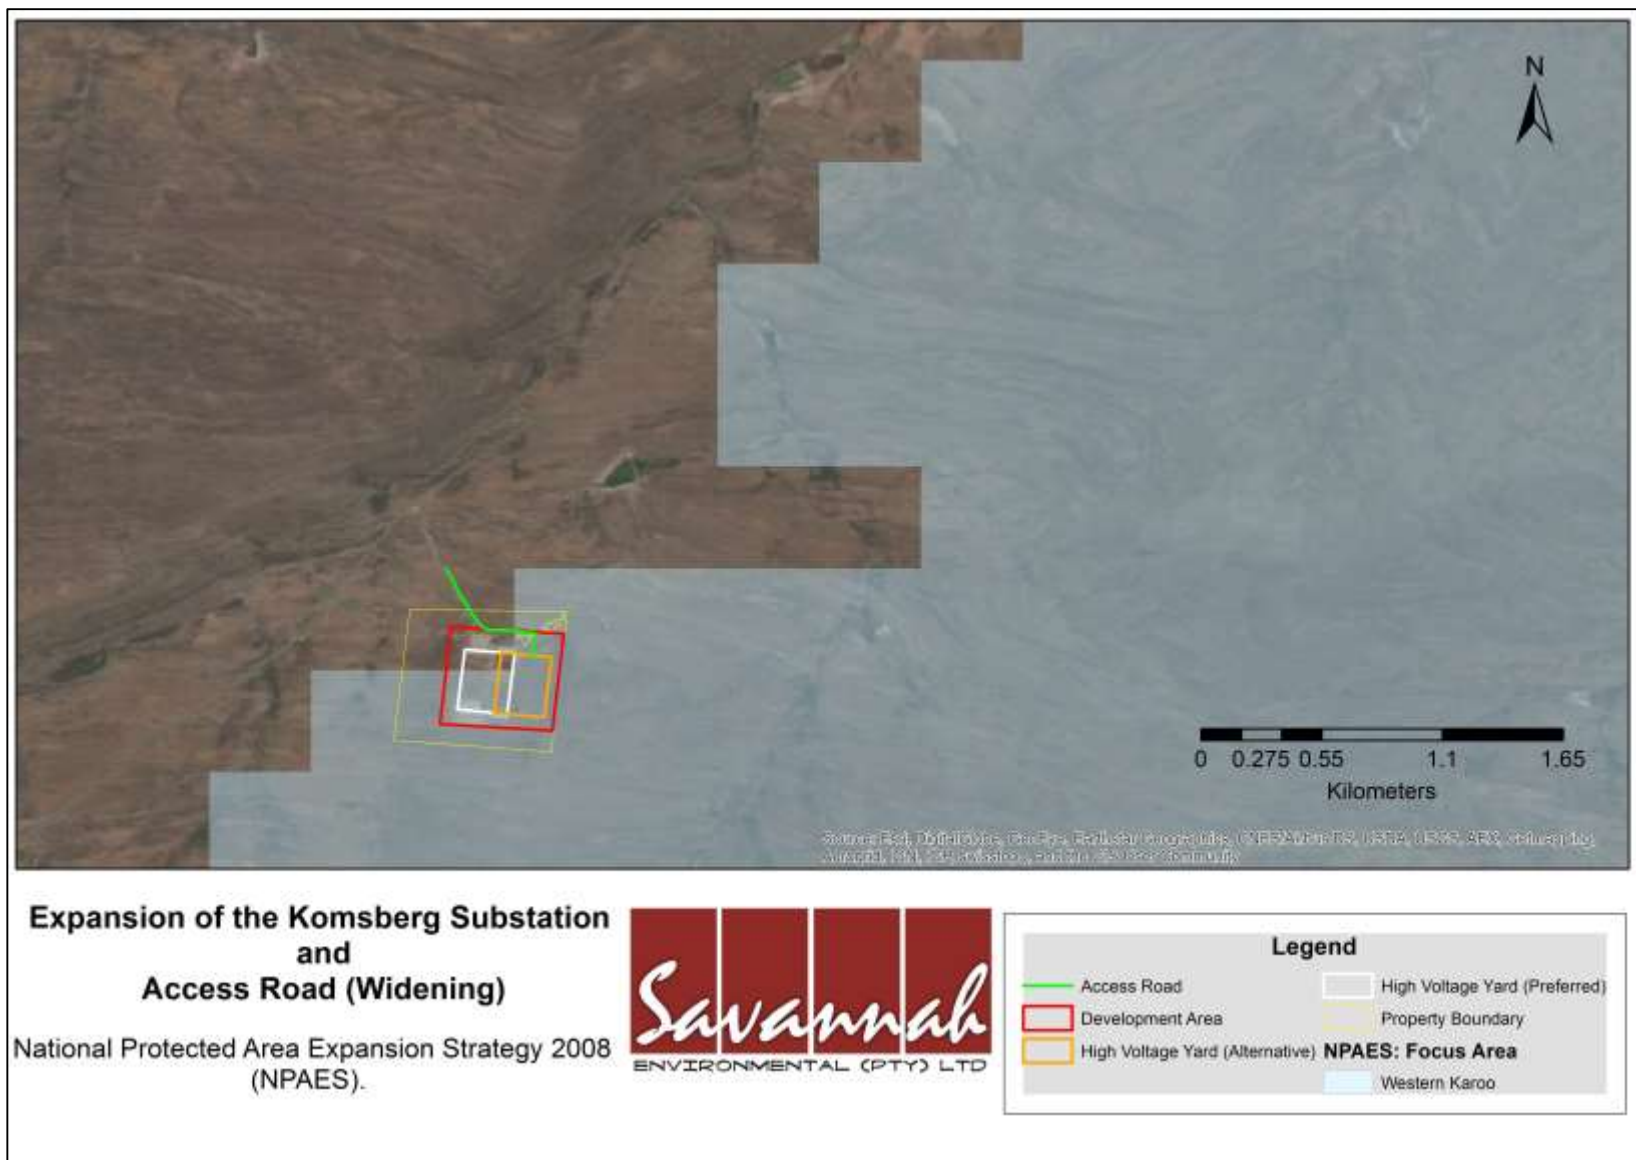 N
0 0.275 0.55 1.1 1.65
Kilometers
Expansion of the Komsberg Substation
and
Access Road (Widening)
National Protected Area Expansion Strategy 2008
(NPAES).
Savannah
ENVIRONMENTAL (PTY) LTD
Legend
Access Road
Development Area
High Voltage Yard (Alternative)
High Voltage Yard (Preferred)
Property Boundary
NPAES: Focus Area
Western Karoo